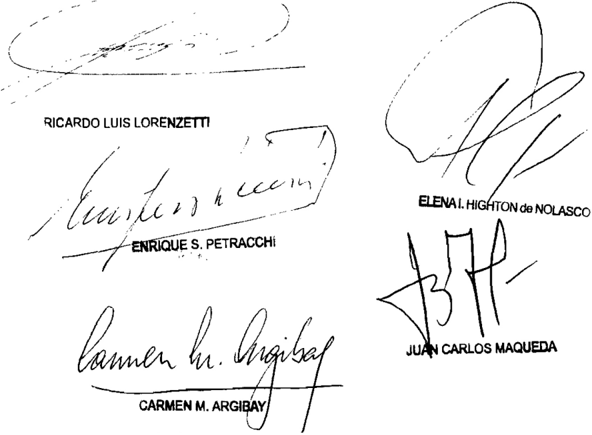 RICARDO LUIS LORENZETTI
ELENA I. HIGHTON de NOLASCO
ENRIQUE S. PETRACCHI
JUAN CARLOS MAQUEDA
Carmen M. Argibay
CARMEN M. ARGIBAY